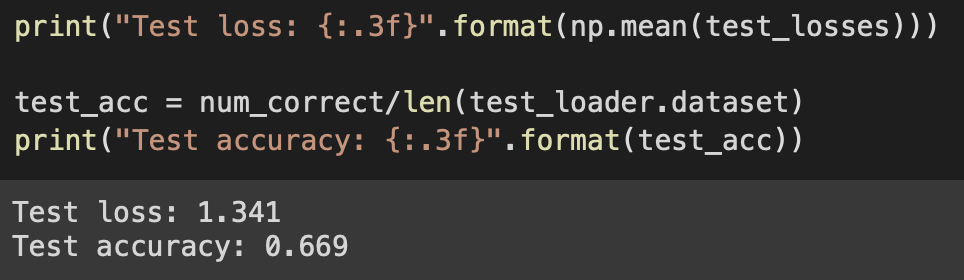 print("Test loss: {:.3f}".format(np.mean(test_losses)))
test_acc = num_correct/len(test_loader.dataset)
print("Test accuracy: {:.3f}".format(test_acc))
Test loss: 1.341
Test accuracy: 0.669